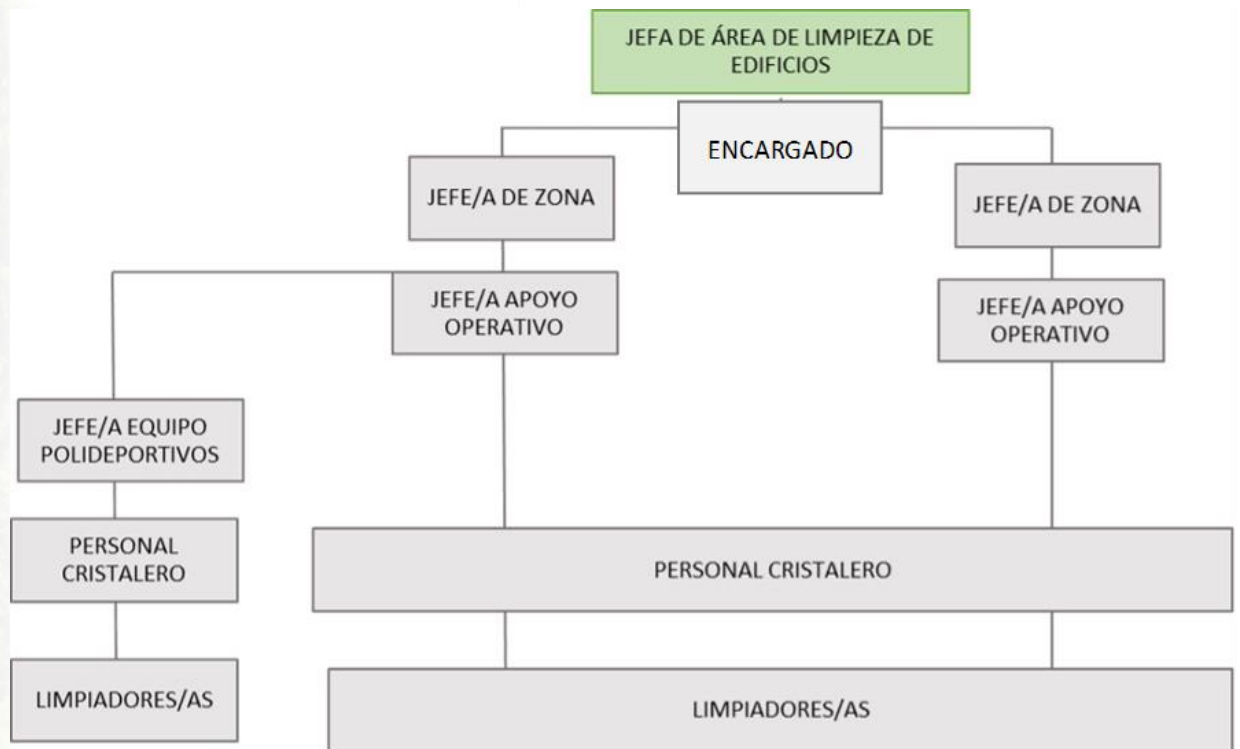 JEFA DE ÁREA DE LIMPIEZA DE
EDIFICIOS
ENCARGADO
JEFE/A DE ZONA
JEFE/A DE ZONA
JEFE/A APOYO
OPERATIVO
JEFE/A APOYO
OPERATIVO
JEFE/A EQUIPO
POLIDEPORTIVOS
PERSONAL
CRISTALERO
PERSONAL CRISTALERO
LIMPIADORES/AS
LIMPIADORES/AS